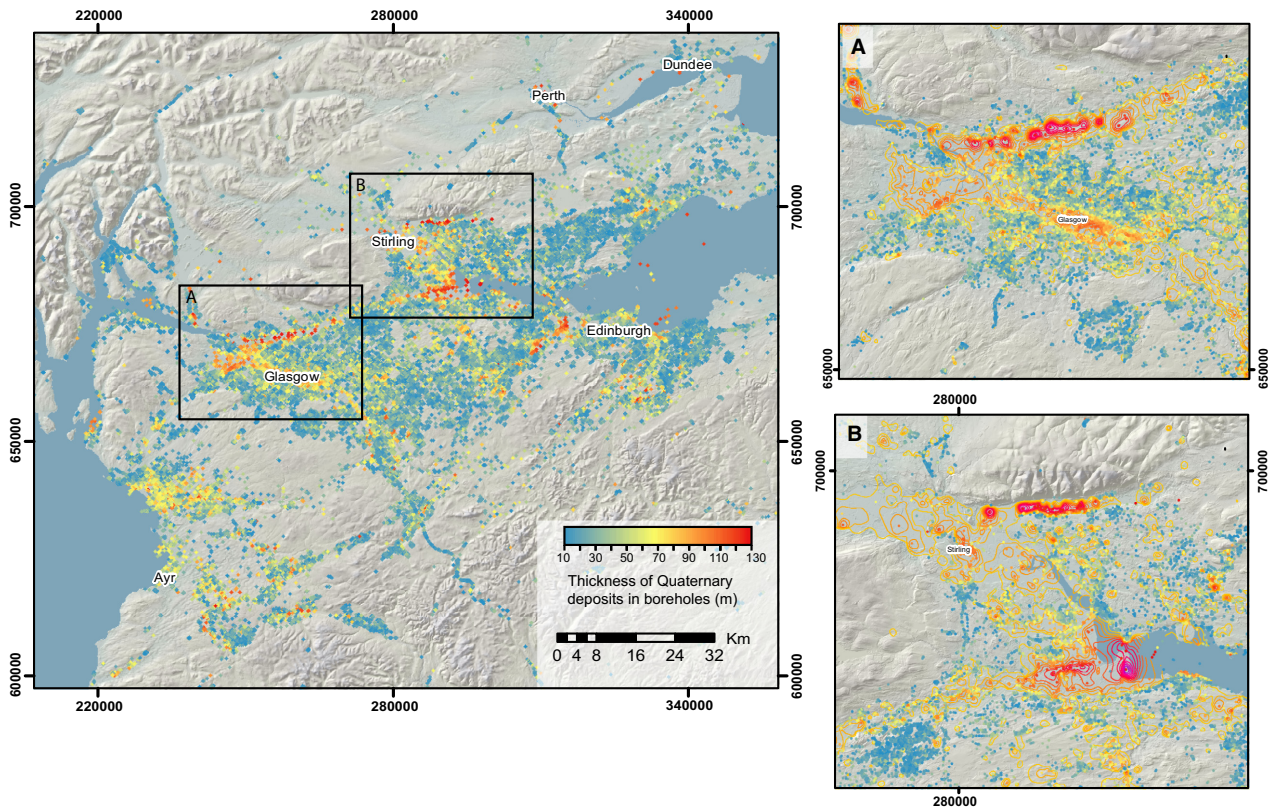 220000
280000
340000
Dundee
Perth
700000
700000
B
Stirling
A
Edinburgh
Glasgow
650000
650000
10 30 50 70 90 110 130
Thickness of Quaternary
deposits in boreholes (m)
Ayr
Km
0 4 8 16 24 32
600000
600000
220000
280000
340000
A
Glasgow
650000
650000
280000
B
700000
700000
Stirling
280000